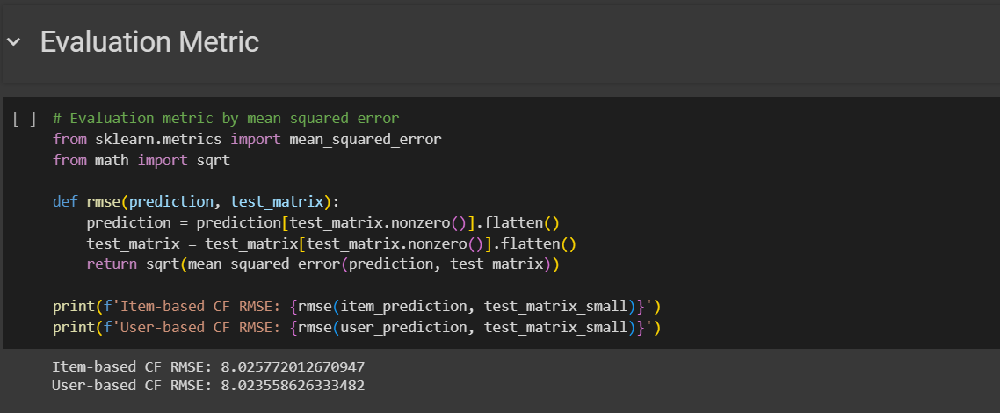 Evaluation Metric
[ ] # Evaluation metric by mean squared error
from sklearn.metrics import mean_squared_error
from math import sqrt
def rmse(prediction, test_matrix):
    prediction = prediction[test_matrix.nonzero()].flatten()
    test_matrix = test_matrix[test_matrix.nonzero()].flatten()
    return sqrt(mean_squared_error(prediction, test_matrix))
print(f'Item-based CF RMSE: {rmse(item_prediction, test_matrix_small)}')
print(f'User-based CF RMSE: {rmse(user_prediction, test_matrix_small)}')
Item-based CF RMSE: 8.025772012670947
User-based CF RMSE: 8.023558626333482